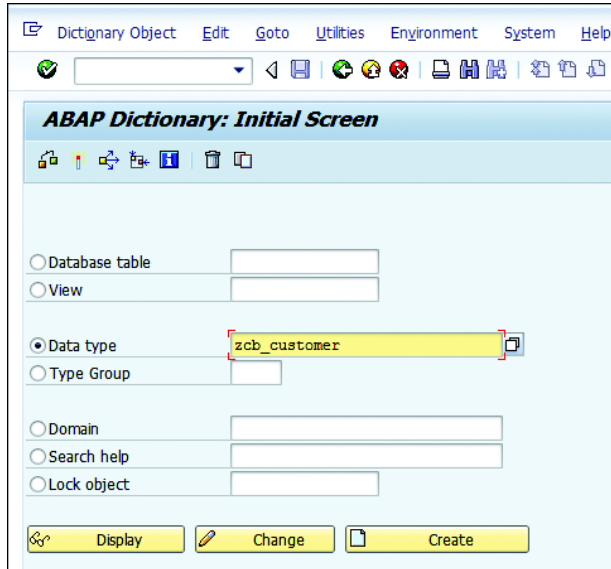 Dictionary Object Edit Goto Utilities Environment System Help
ABAP Dictionary: Initial Screen
Database table
View
Data type zcb_customer
Type Group
Domain
Search help
Lock object
Display Change Create